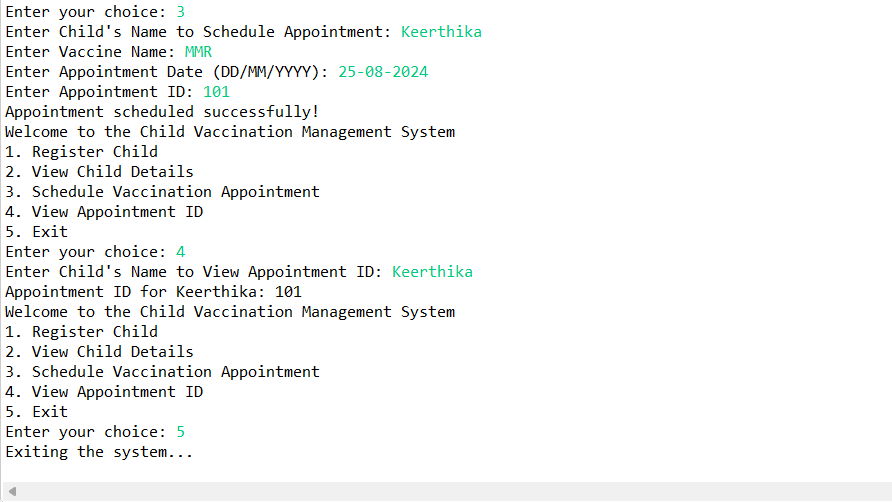 Enter your choice: 3
Enter Child's Name to Schedule Appointment: Keerthika
Enter Vaccine Name: MMR
Enter Appointment Date (DD/MM/YYYY): 25-08-2024
Enter Appointment ID: 101
Appointment scheduled successfully!
Welcome to the Child Vaccination Management System
1. Register Child
2. View Child Details
3. Schedule Vaccination Appointment
4. View Appointment ID
5. Exit
Enter your choice: 4
Enter Child's Name to View Appointment ID: Keerthika
Appointment ID for Keerthika: 101
Welcome to the Child Vaccination Management System
1. Register Child
2. View Child Details
3. Schedule Vaccination Appointment
4. View Appointment ID
5. Exit
Enter your choice: 5
Exiting the system...